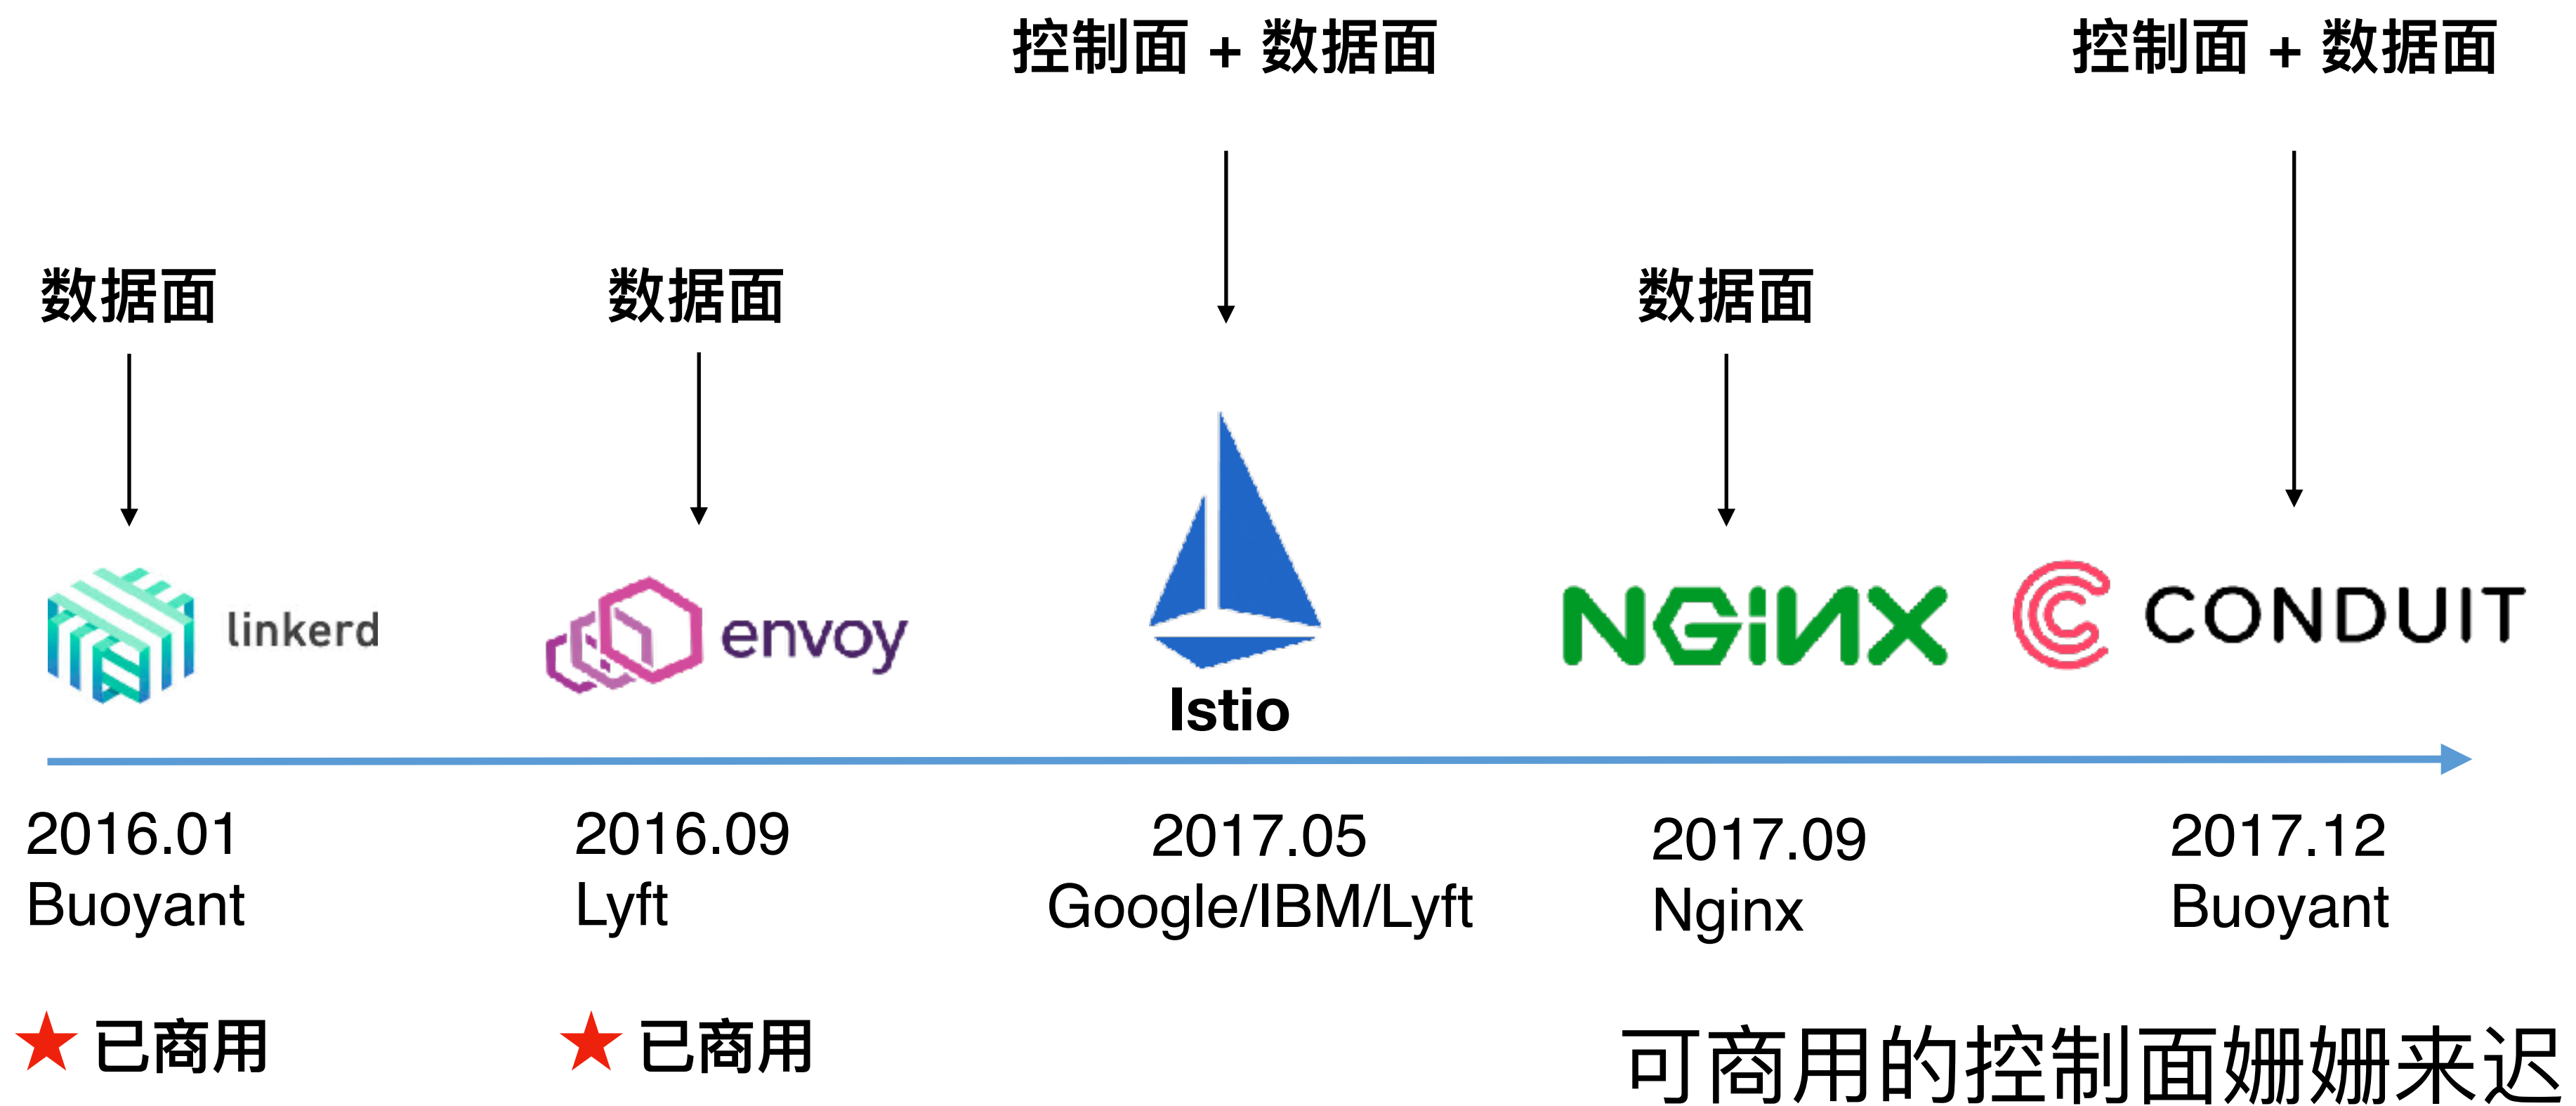 控制面 + 数据面
控制面 + 数据面
数据面
数据面
数据面
linkerd
envoy
Istio
NGINX
CONDUIT
2016.01
Buoyant
2016.09
Lyft
2017.05
Google/IBM/Lyft
2017.09
Nginx
2017.12
Buoyant
已商用
已商用
可商用的控制面姗姗来迟